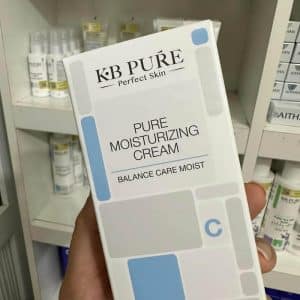 KB PURE
Perfect Skin
PURE
MOISTURIZING
CREAM
BALANCE CARE MOIST
C